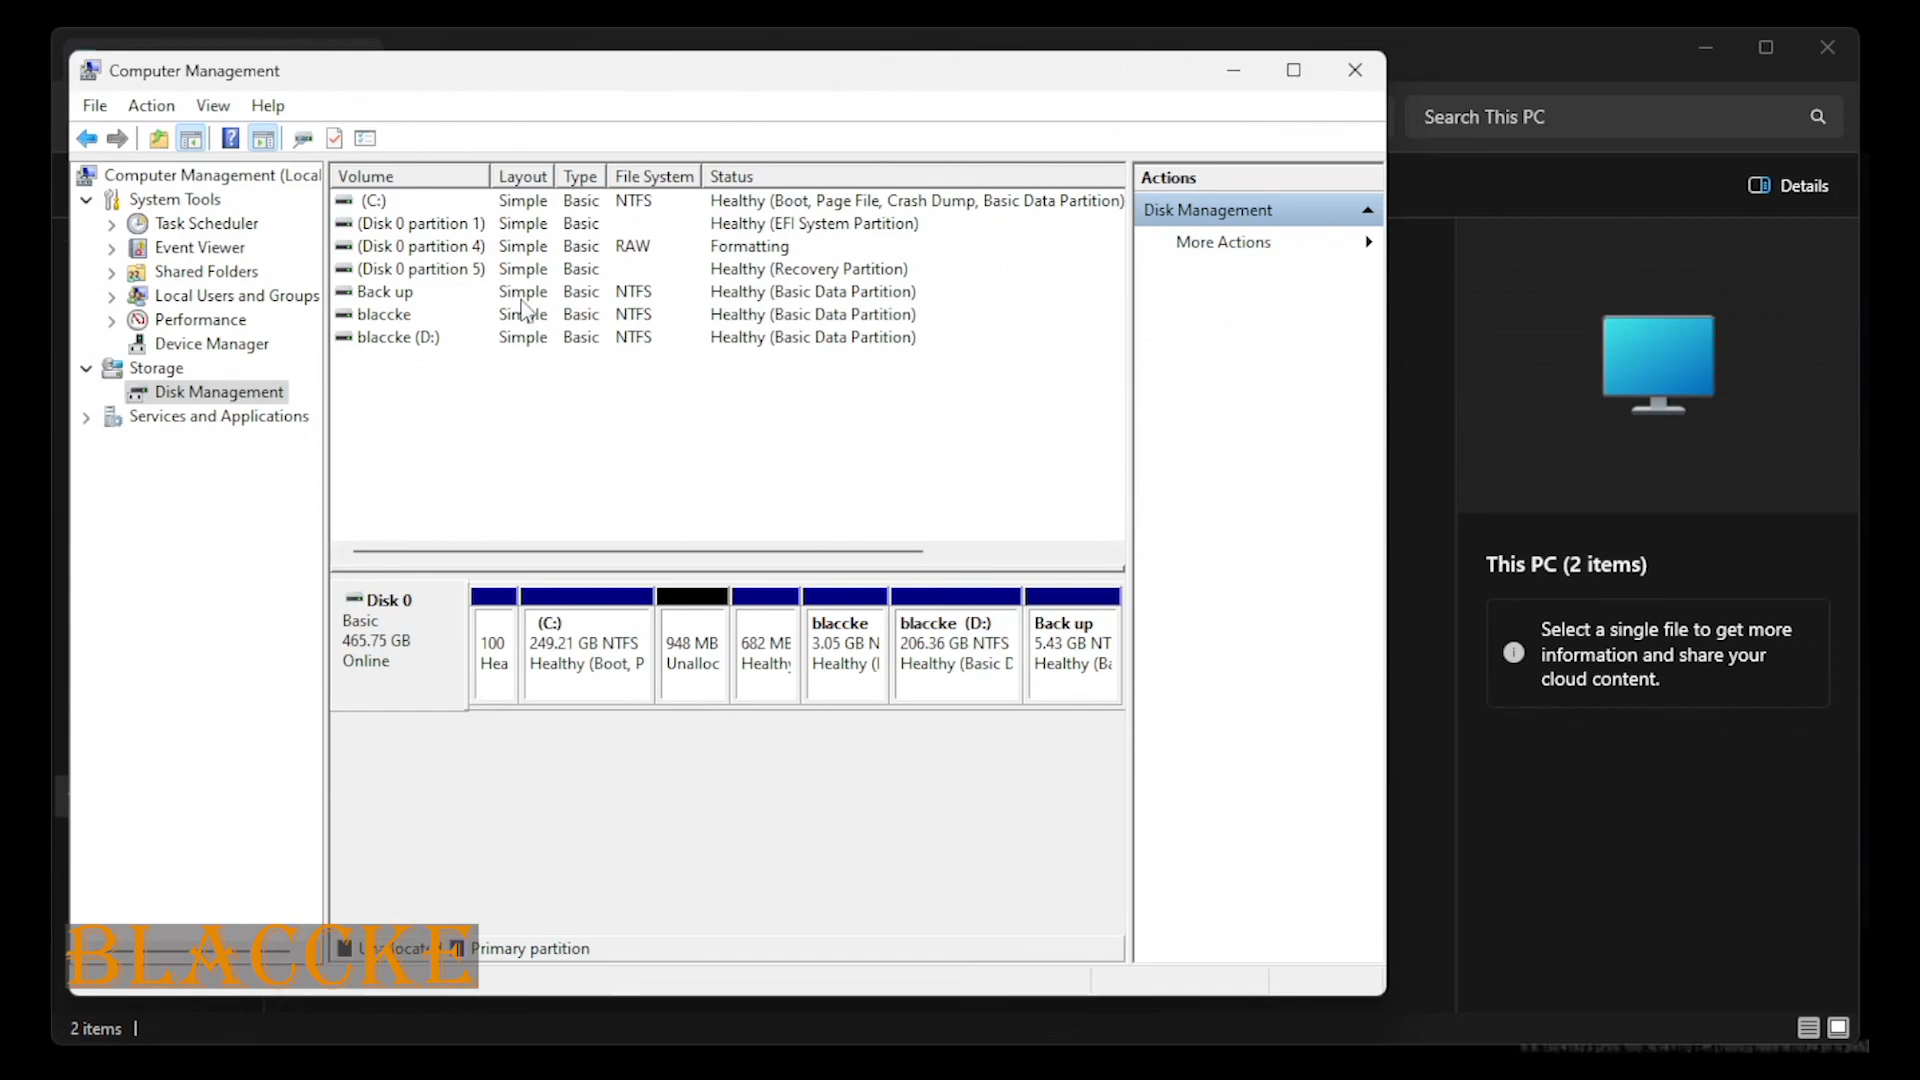 Computer Management
File Action View Help
Search This PC
Details
Computer Management (Local
System Tools
Task Scheduler
Event Viewer
Shared Folders
Local Users and Groups
Performance
Device Manager
Storage
Disk Management
Services and Applications
Volume Layout Type File System Status
(C:) Simple Basic NTFS Healthy (Boot, Page File, Crash Dump, Basic Data Partition)
(Disk 0 partition 1) Simple Basic Healthy (EFI System Partition)
(Disk 0 partition 4) Simple Basic RAW Formatting
(Disk 0 partition 5) Simple Basic Healthy (Recovery Partition)
Back up Simple Basic NTFS Healthy (Basic Data Partition)
blaccke Simple Basic NTFS Healthy (Basic Data Partition)
blaccke (D:) Simple Basic NTFS Healthy (Basic Data Partition)
Actions
Disk Management
More Actions
Disk 0
Basic
465.75 GB
Online
100
Hea
(C:)
249.21 GB NTFS
Healthy (Boot, P
948 MB
Unalloc
682 ME
Healthy
blaccke
3.05 GB N
Healthy (I
blaccke (D:)
206.36 GB NTFS
Healthy (Basic D
Back up
5.43 GB NT
Healthy (Ba
This PC (2 items)
Select a single file to get more
information and share your
cloud content.
Unallocated Primary partition
BLACCKE
2 items